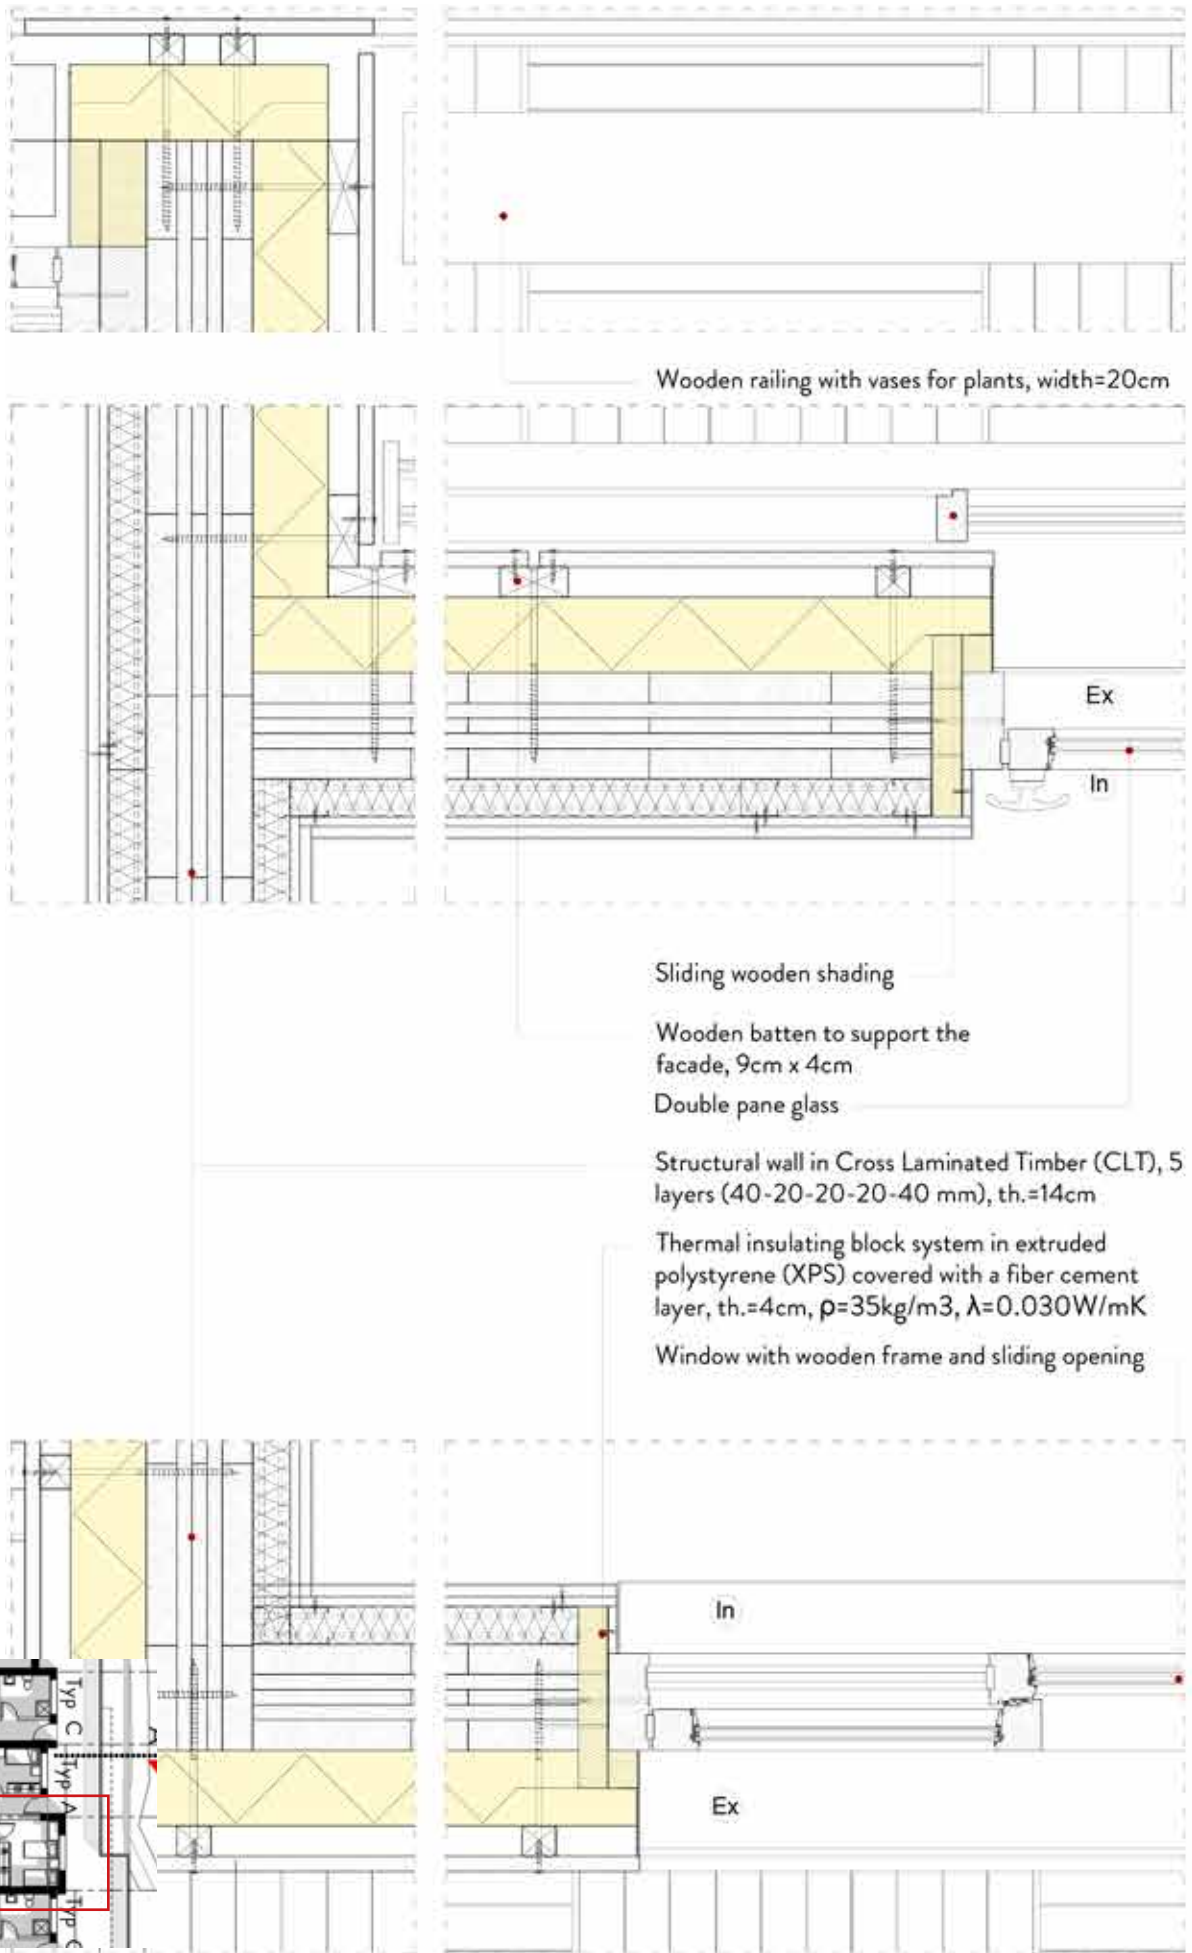 Wooden railing with vases for plants, width=20cm
Ex
In
Sliding wooden shading
Wooden batten to support the
facade, 9cm x 4cm
Double pane glass
Structural wall in Cross Laminated Timber (CLT), 5
layers (40-20-20-20-40 mm), th.=14cm
Thermal insulating block system in extruded
polystyrene (XPS) covered with a fiber cement
layer, th.=4cm, ρ=35kg/m3, λ=0.030W/mK
Window with wooden frame and sliding opening
In
Ex
Typ C
Typ A
Typ